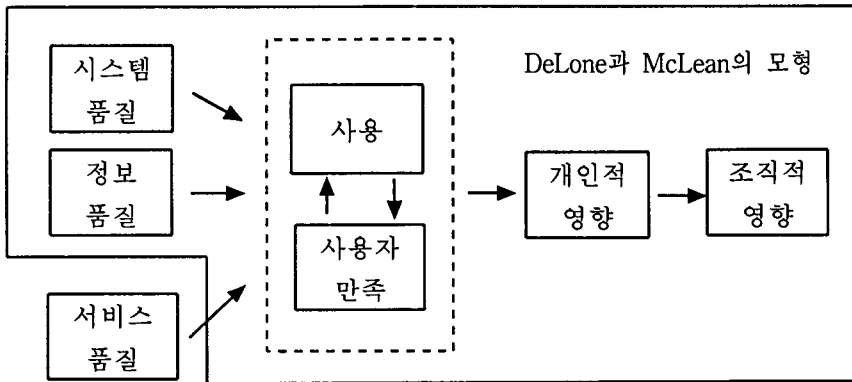 DeLone과 McLean의 모형
시스템
품질
정보
품질
서비스
품질
사용
사용자
만족
개인적
영향
조직적
영향